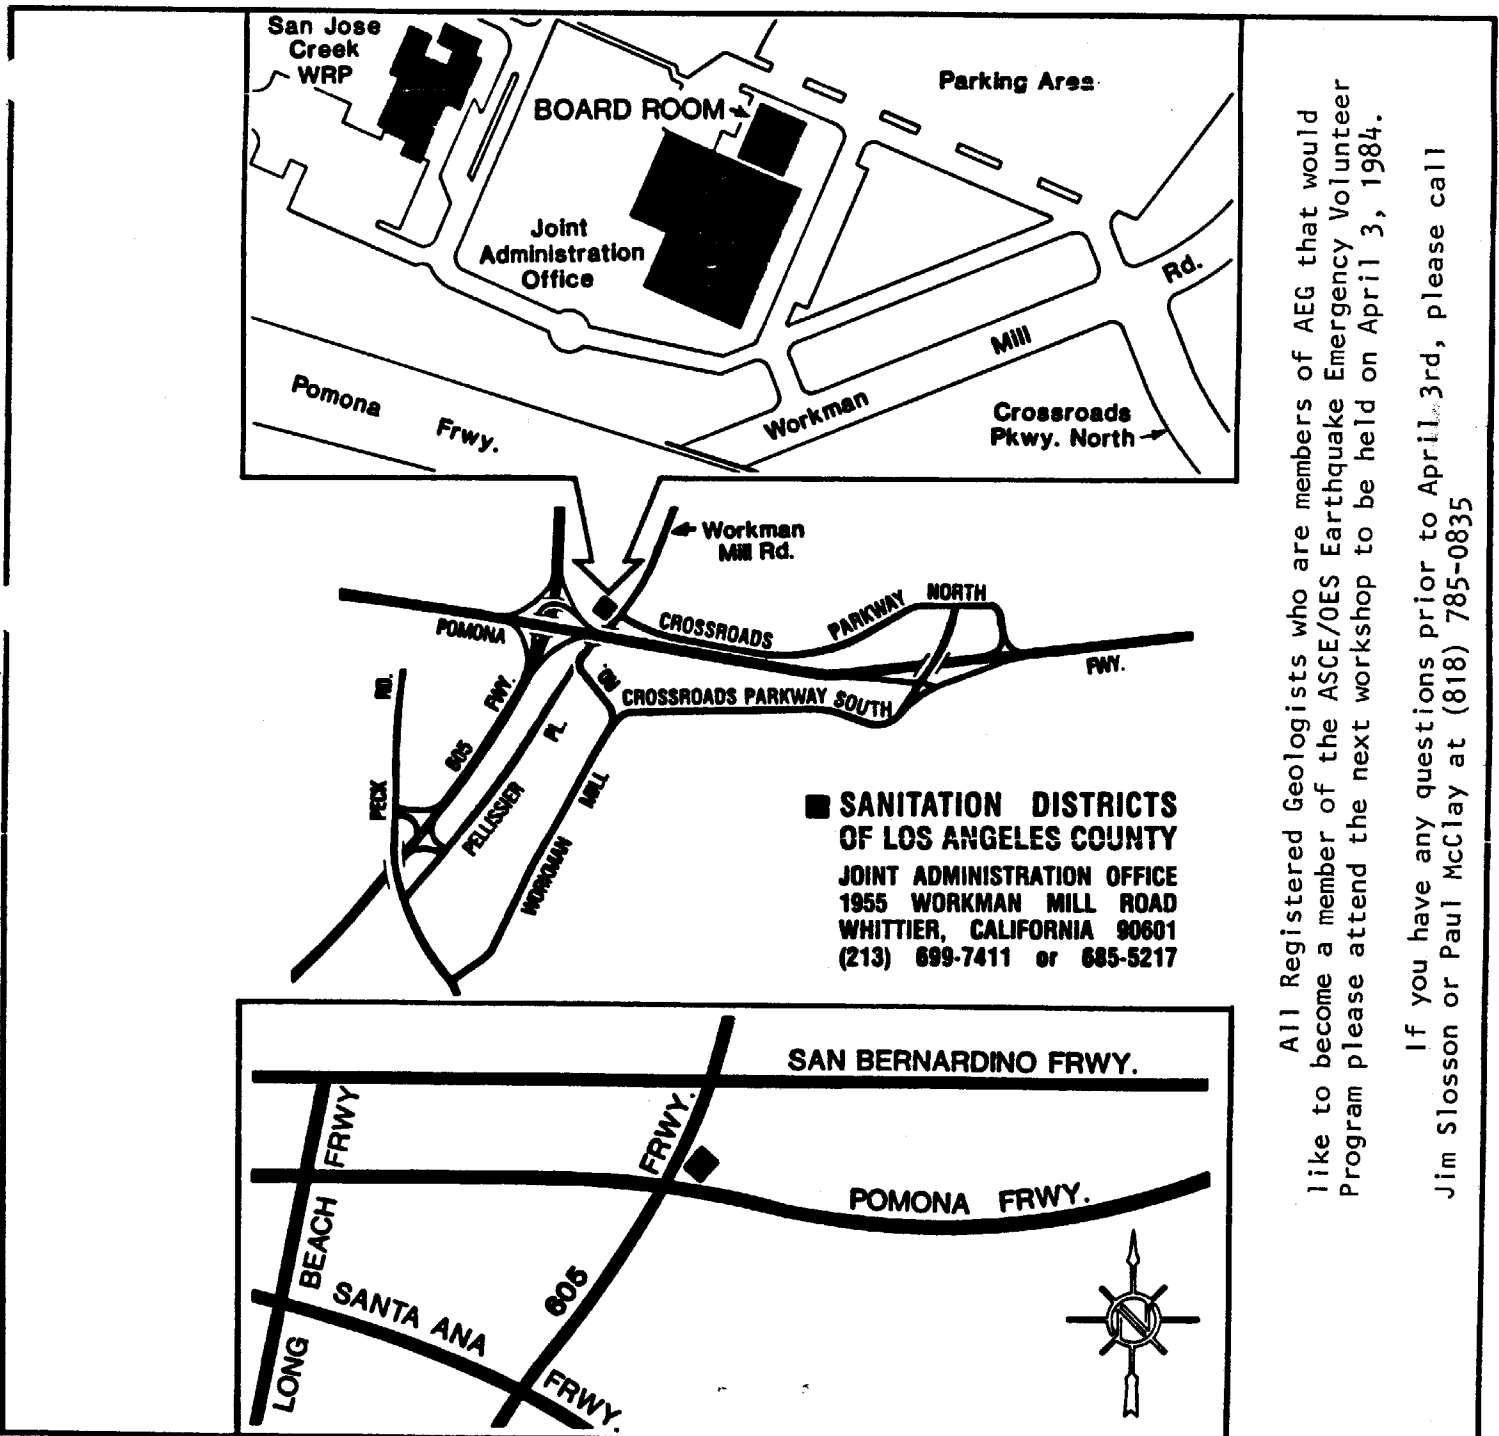 San Jose
Creek
WRP
BOARD ROOM
Parking Area
Joint
Administration
Office
Rd.
Mill
Workman
Pomona
Frwy.
Crossroads
Pkwy. North
Workman
Mill Rd.
POMONA
CROSSROADS
PARKWAY
NORTH
FWY.
RD.
CROSSROADS PARKWAY SOUTH
RD.
FWY.
605
PL.
PELLISSIER
PECK
MILL
WORKMAN
SANITATION DISTRICTS
OF LOS ANGELES COUNTY
JOINT ADMINISTRATION OFFICE
1955 WORKMAN MILL ROAD
WHITTIER, CALIFORNIA 90601
(213) 699-7411 or 685-5217
SAN BERNARDINO FRWY.
FRWY
FRWY.
POMONA FRWY.
BEACH
LONG
605
SANTA ANA
FRWY.
N
All Registered Geologists who are members of AEG that would
like to become a member of the ASCE/OES Earthquake Emergency Volunteer
Program please attend the next workshop to be held on April 3, 1984.
If you have any questions prior to April 3rd, please call
Jim Slosson or Paul McClay at (818) 785-0835